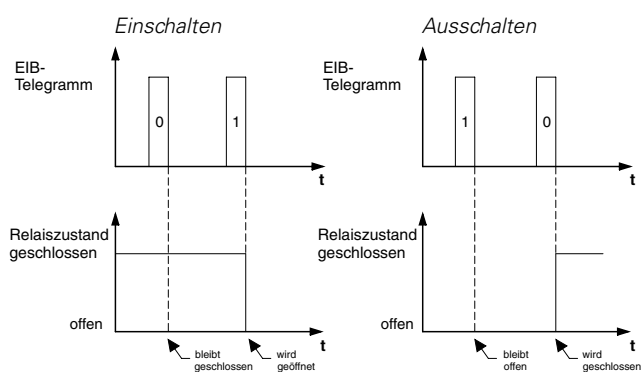 Einschalten
EIB-
Telegramm
0
1
t
Relaiszustand
geschlossen
offen
t
bleibt
geschlossen
wird
geöffnet
Ausschalten
EIB-
Telegramm
1
0
t
Relaiszustand
geschlossen
offen
t
bleibt
offen
wird
geschlossen